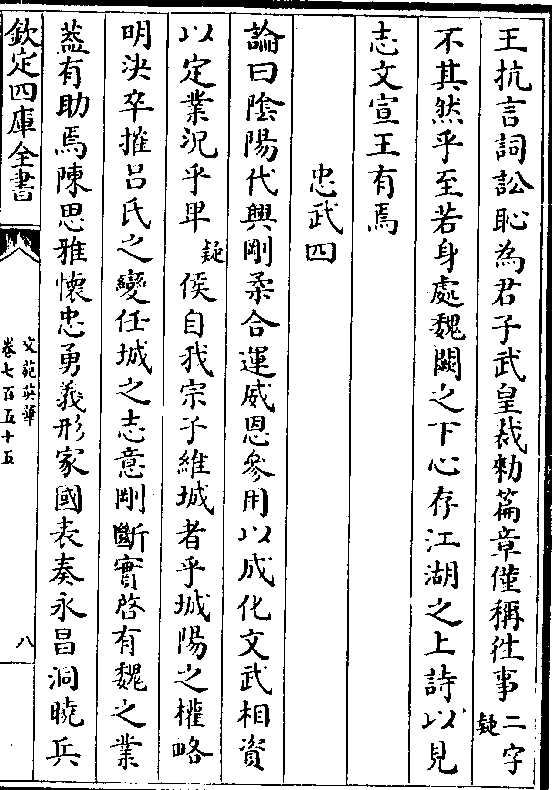 王抗言詞訟恥為君子武皇裁勑篇章僅稱往事二字疑
不其然乎至若身處魏闕之下心存江湖之上詩以見
志文宣王有焉
忠武四
論曰陰陽代興剛柔合運威恩參用以成化文武相資
以定業況乎畢疑侯自我宗子維城者乎城陽之權略
明決卒摧吕氏之變任城之志意剛斷實啓有魏之業
葢有助焉陳思雅懷忠勇義形家國表奏永昌洞曉兵
欽定四庫全書
文苑英華
卷七百五十五
八